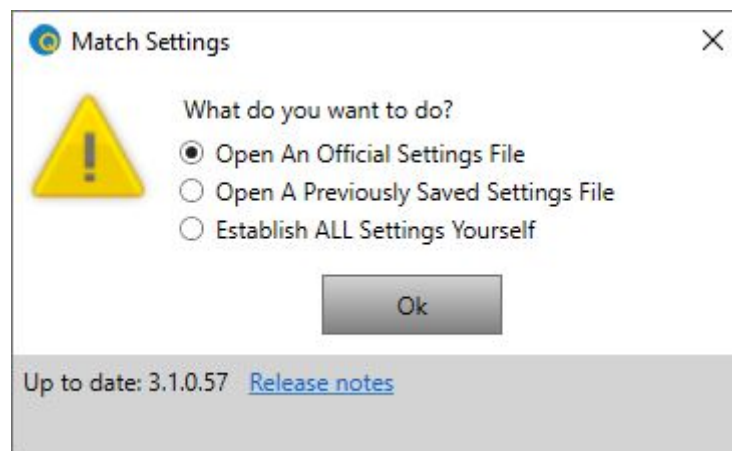 Match Settings
What do you want to do?
Open An Official Settings File
Open A Previously Saved Settings File
Establish ALL Settings Yourself
Ok
Up to date: 3.1.0.57 Release notes